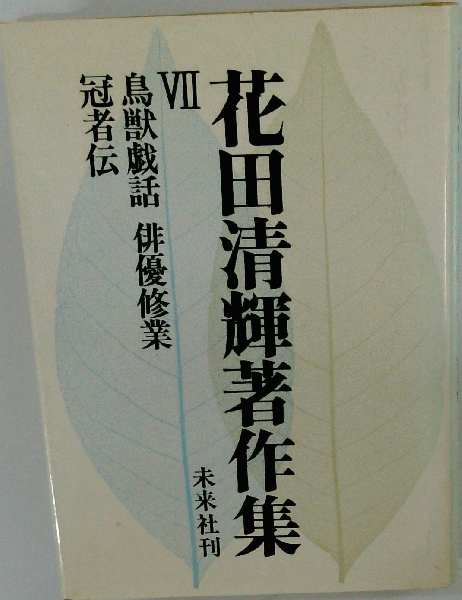 花田清輝著作集
VII
鳥獣戯話 俳優修業
冠者伝
未来社刊